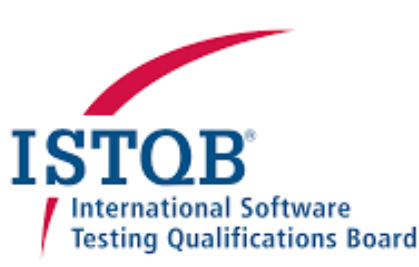 ISTQB®
International Software
Testing Qualifications Board